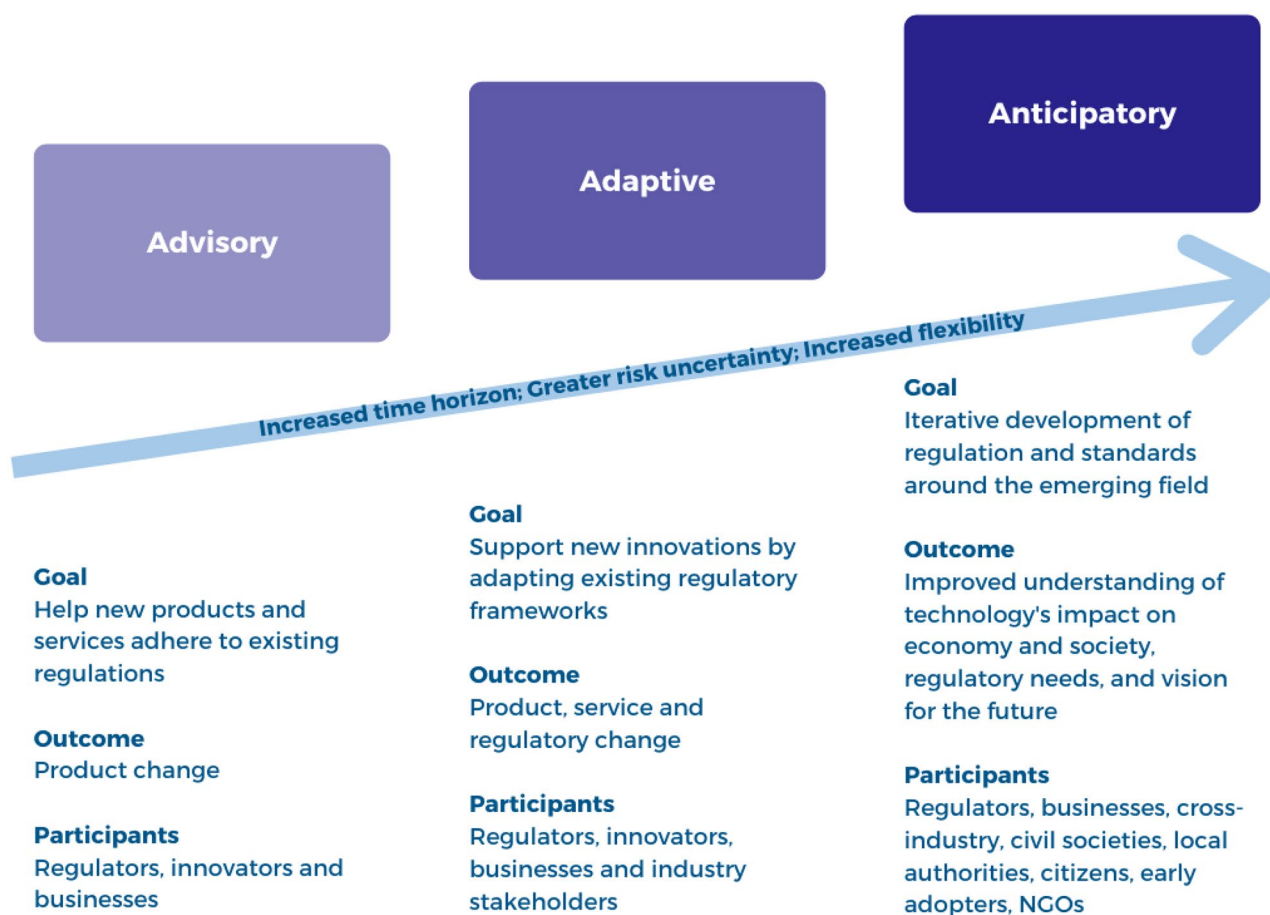 Advisory
Adaptive
Anticipatory
Increased time horizon; Greater risk uncertainty; Increased flexibility
Goal
Help new products and
services adhere to existing
regulations
Outcome
Product change
Participants
Regulators, innovators and
businesses
Goal
Support new innovations by
adapting existing regulatory
frameworks
Outcome
Product, service and
regulatory change
Participants
Regulators, innovators,
businesses and industry
stakeholders
Goal
Iterative development of
regulation and standards
around the emerging field
Outcome
Improved understanding of
technology's impact on
economy and society,
regulatory needs, and vision
for the future
Participants
Regulators, businesses, cross-
industry, civil societies, local
authorities, citizens, early
adopters, NGOs